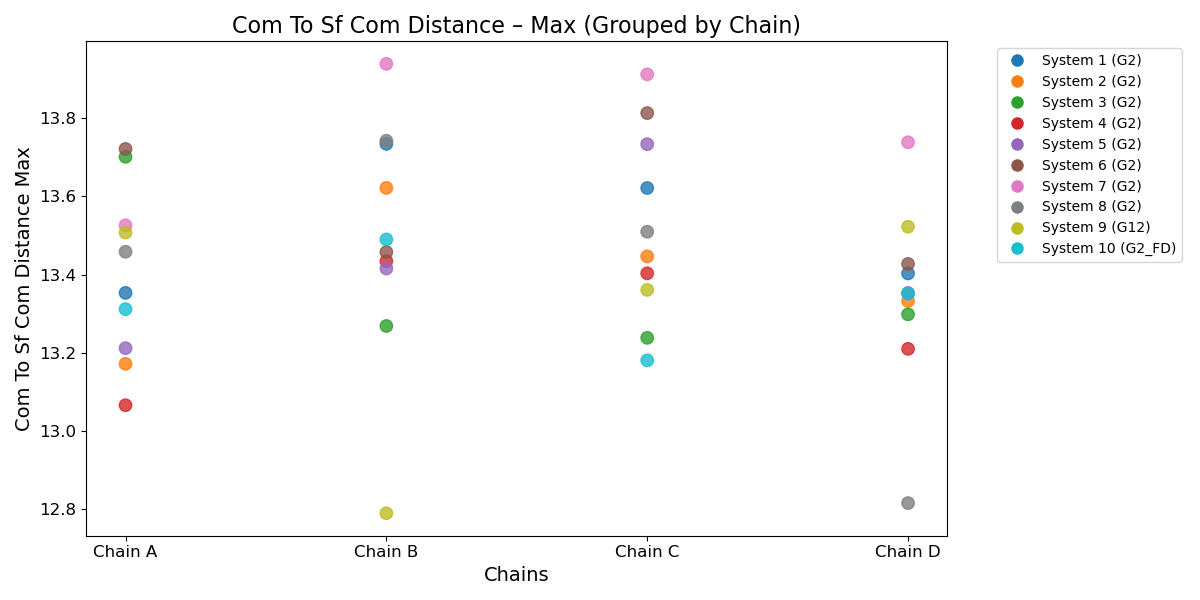 Com To Sf Com Distance – Max (Grouped by Chain)
Com To Sf Com Distance Max
13.8
13.6
13.4
13.2
13.0
12.8
Chain A
Chain B
Chain C
Chain D
Chains
System 1 (G2)
System 2 (G2)
System 3 (G2)
System 4 (G2)
System 5 (G2)
System 6 (G2)
System 7 (G2)
System 8 (G2)
System 9 (G12)
System 10 (G2_FD)